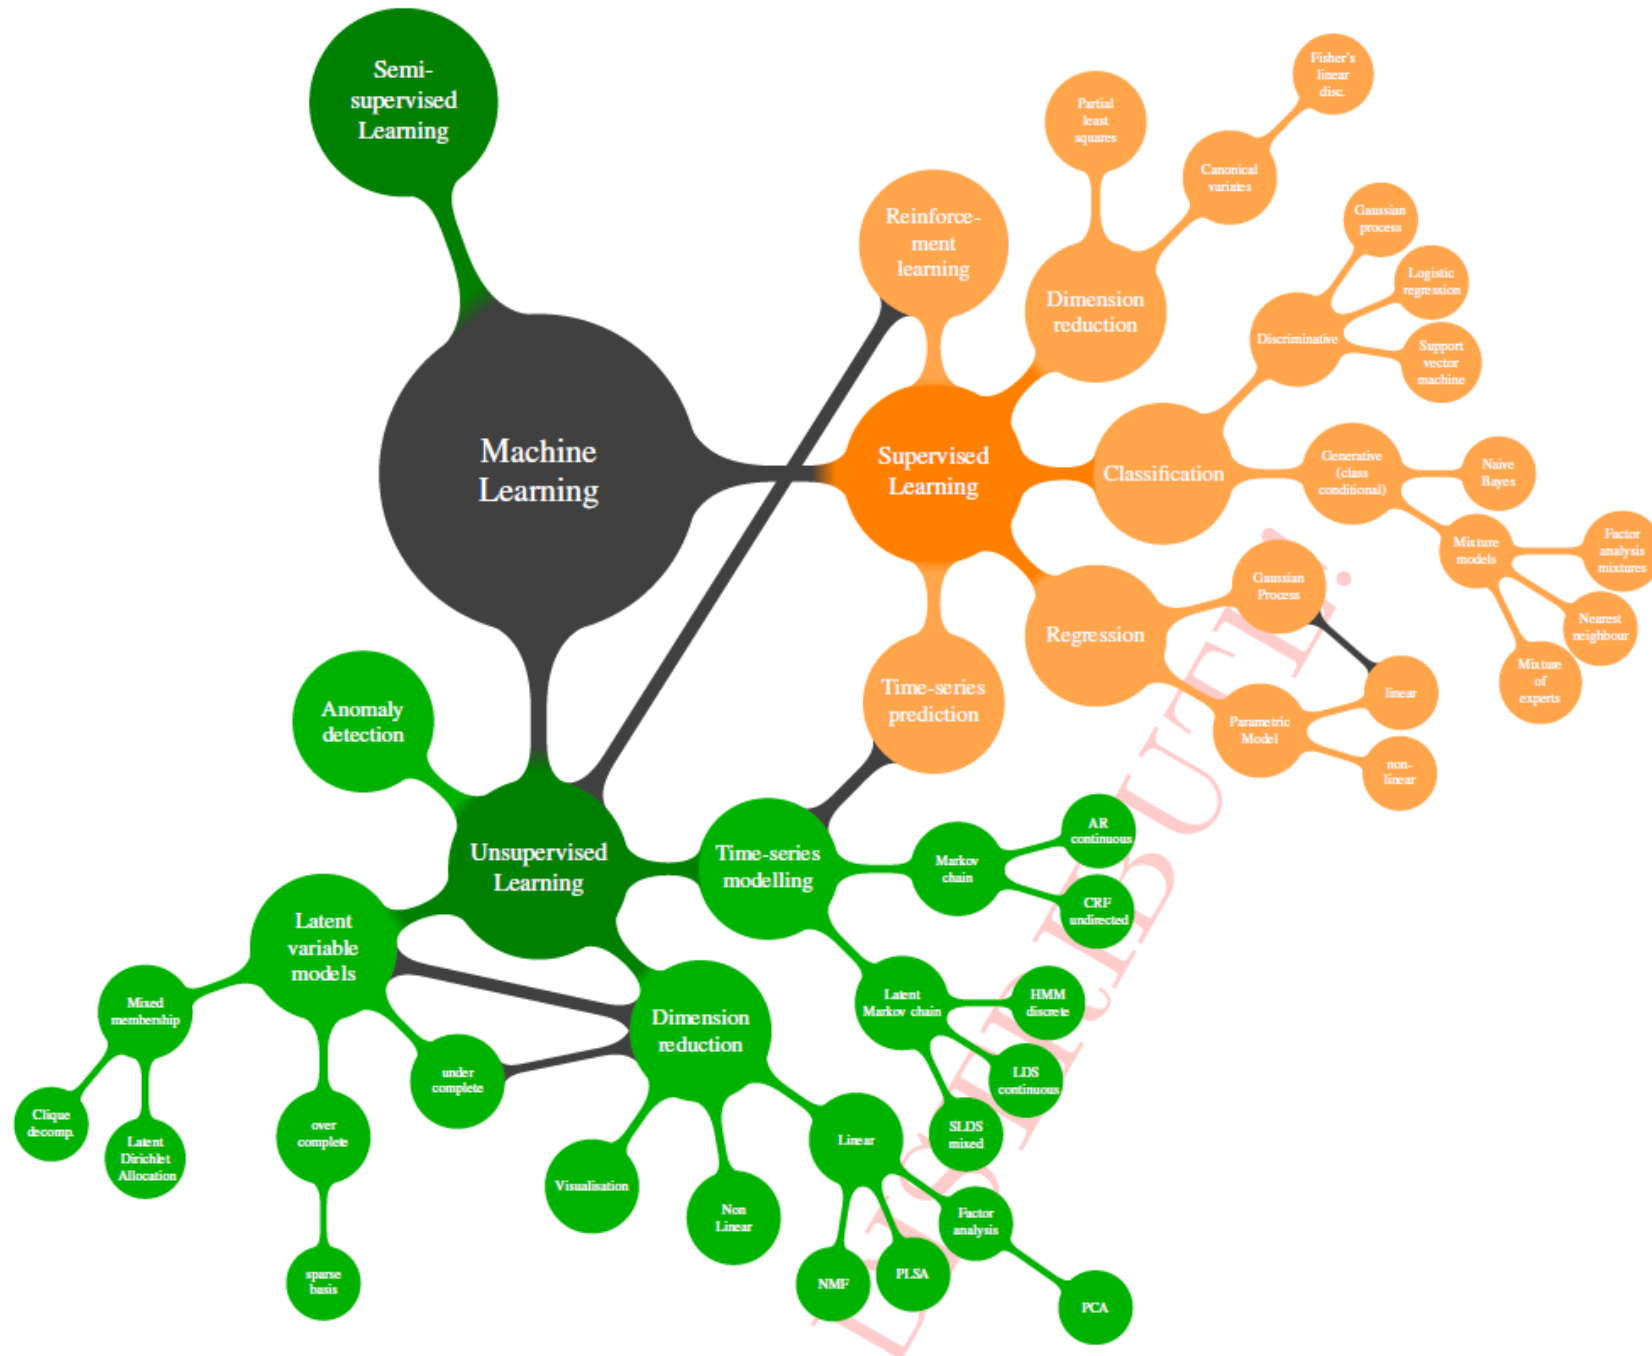 Semi-
supervised
Learning
Fisher's
linear
disc.
Partial
least
squares
Canonical
variates
Reinforce-
ment
learning
Gaussian
process
Dimension
reduction
Logistic
regression
Discriminative
Support
vector
machine
Machine
Learning
Supervised
Learning
Classification
Generative
(class
conditional)
Naive
Bayes
Mixture
models
Factor
analysis
mixtures
Gaussian
Process
Nearest
neighbour
Regression
Mixture
of
experts
linear
Time-series
prediction
Parametric
Model
non-
linear
Anomaly
detection
Unsupervised
Learning
Time-series
modelling
Markov
chain
AR
continuous
CRF
undirected
Latent
variable
models
Mixed
membership
Dimension
reduction
Latent
Markov chain
HMM
discrete
under
complete
LDS
continuous
Clique
decomp.
Latent
Dirichlet
Allocation
over
complete
Linear
SLDS
mixed
Visualisation
Non
Linear
Factor
analysis
sparse
basis
NMF
PLSA
PCA